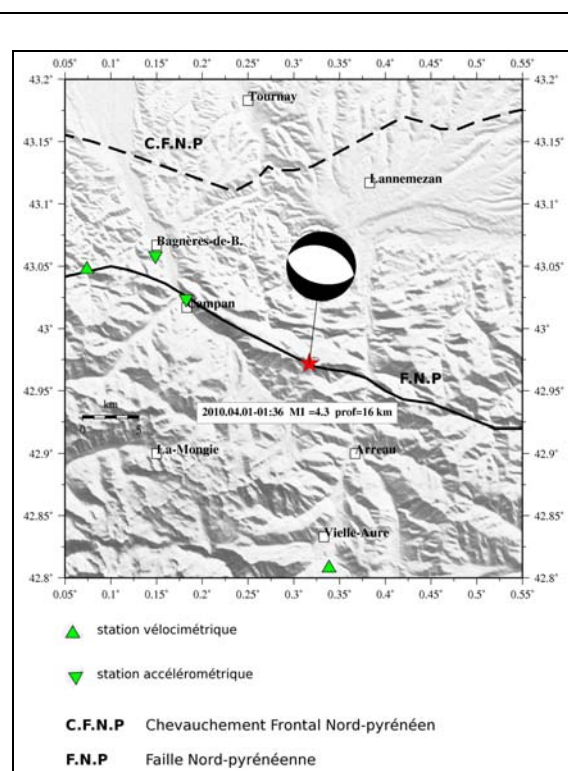 0.05° 0.1° 0.15° 0.2° 0.25° 0.3° 0.35° 0.4° 0.45° 0.5° 0.55°
43.2° 43.2°
Tournay
43.15° 43.15°
C.F.N.P
Lannemezan
43.1° 43.1°
Bagnères-de-B.
43.05° 43.05°
Campan
43° 43°
F.N.P
42.95° 42.95°
km
2010.04.01-01:36 Ml =4.3 prof=16 km
0 5
La-Mongie Arreau
42.9° 42.9°
42.85° 42.85°
Vielle-Aure
42.8° 42.8°
0.05° 0.1° 0.15° 0.2° 0.25° 0.3° 0.35° 0.4° 0.45° 0.5° 0.55°
station vélocimétrique
station accélérométrique
C.F.N.P Chevauchement Frontal Nord-pyrénéen
F.N.P Faille Nord-pyrénéenne